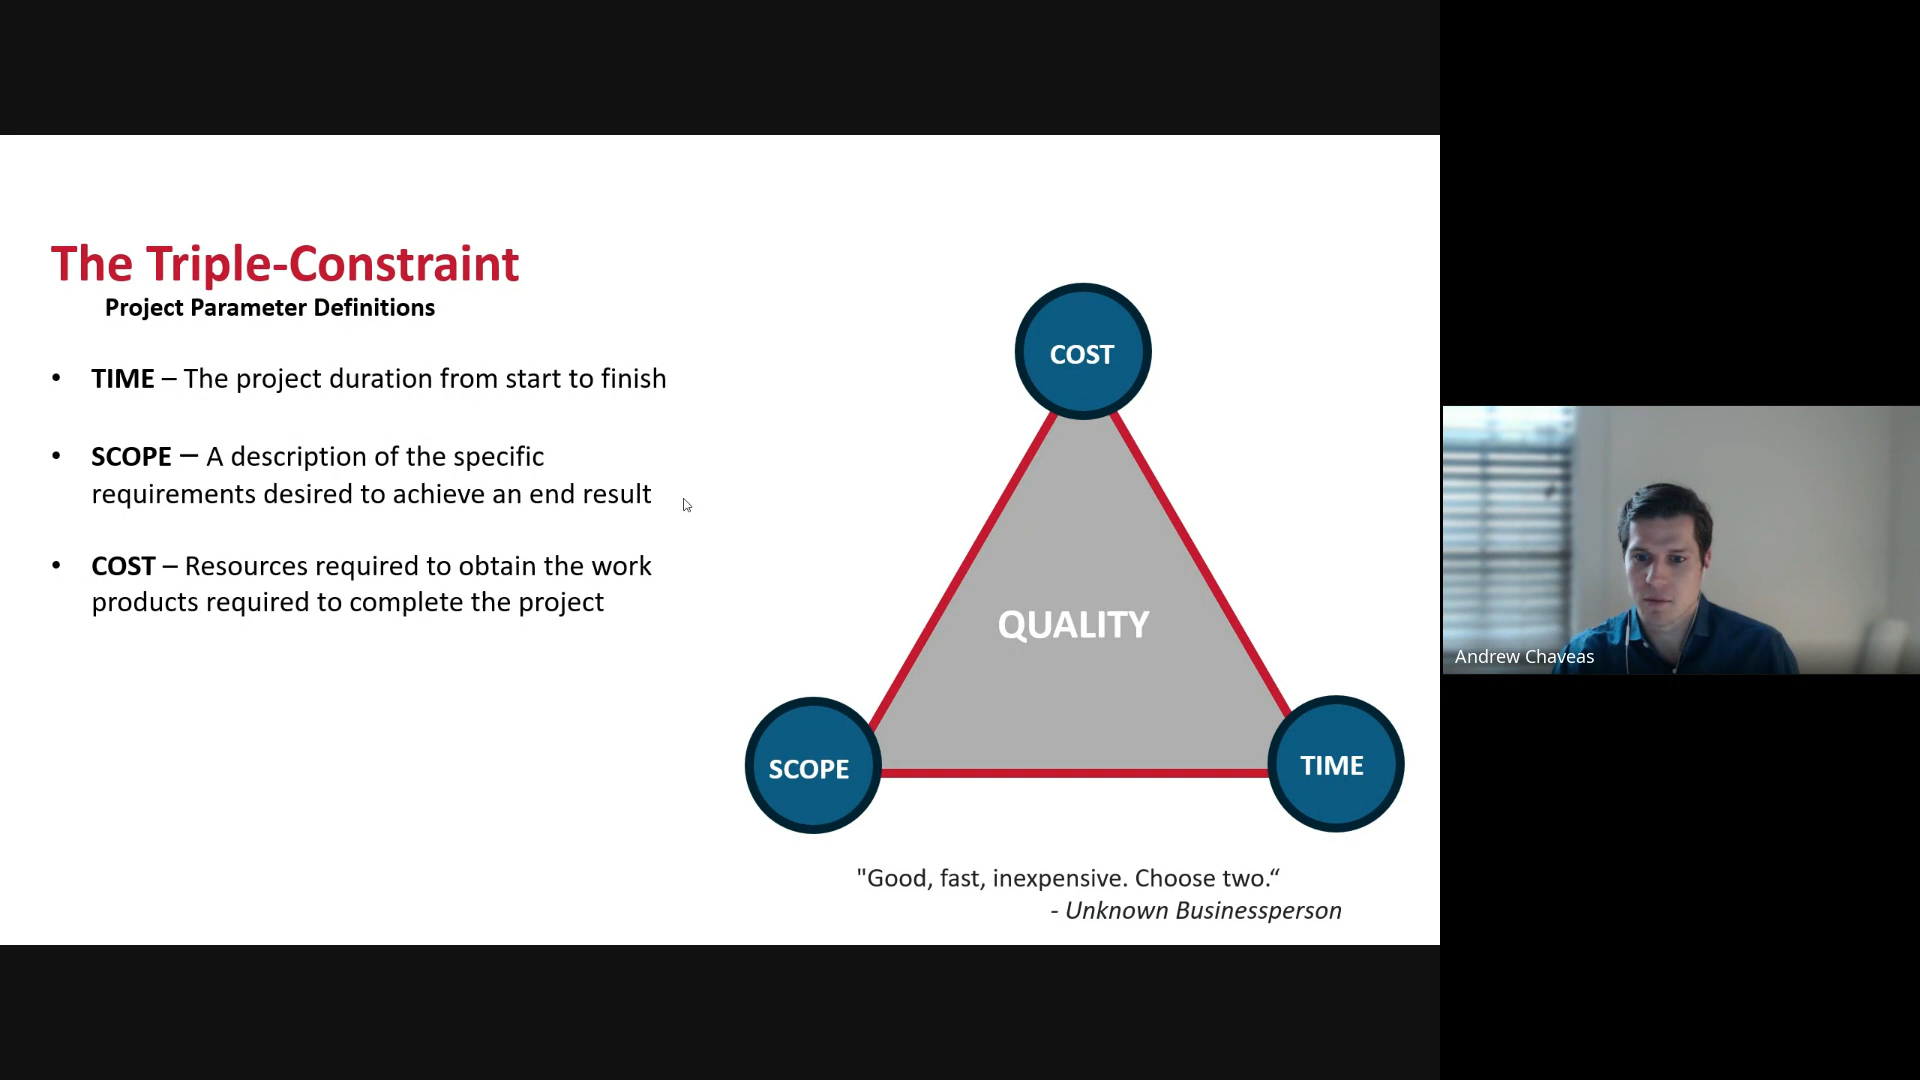 The Triple-Constraint
Project Parameter Definitions
• TIME – The project duration from start to finish
• SCOPE – A description of the specific
requirements desired to achieve an end result
• COST – Resources required to obtain the work
products required to complete the project
COST
QUALITY
SCOPE
TIME
"Good, fast, inexpensive. Choose two.“
- Unknown Businessperson
Andrew Chaveas